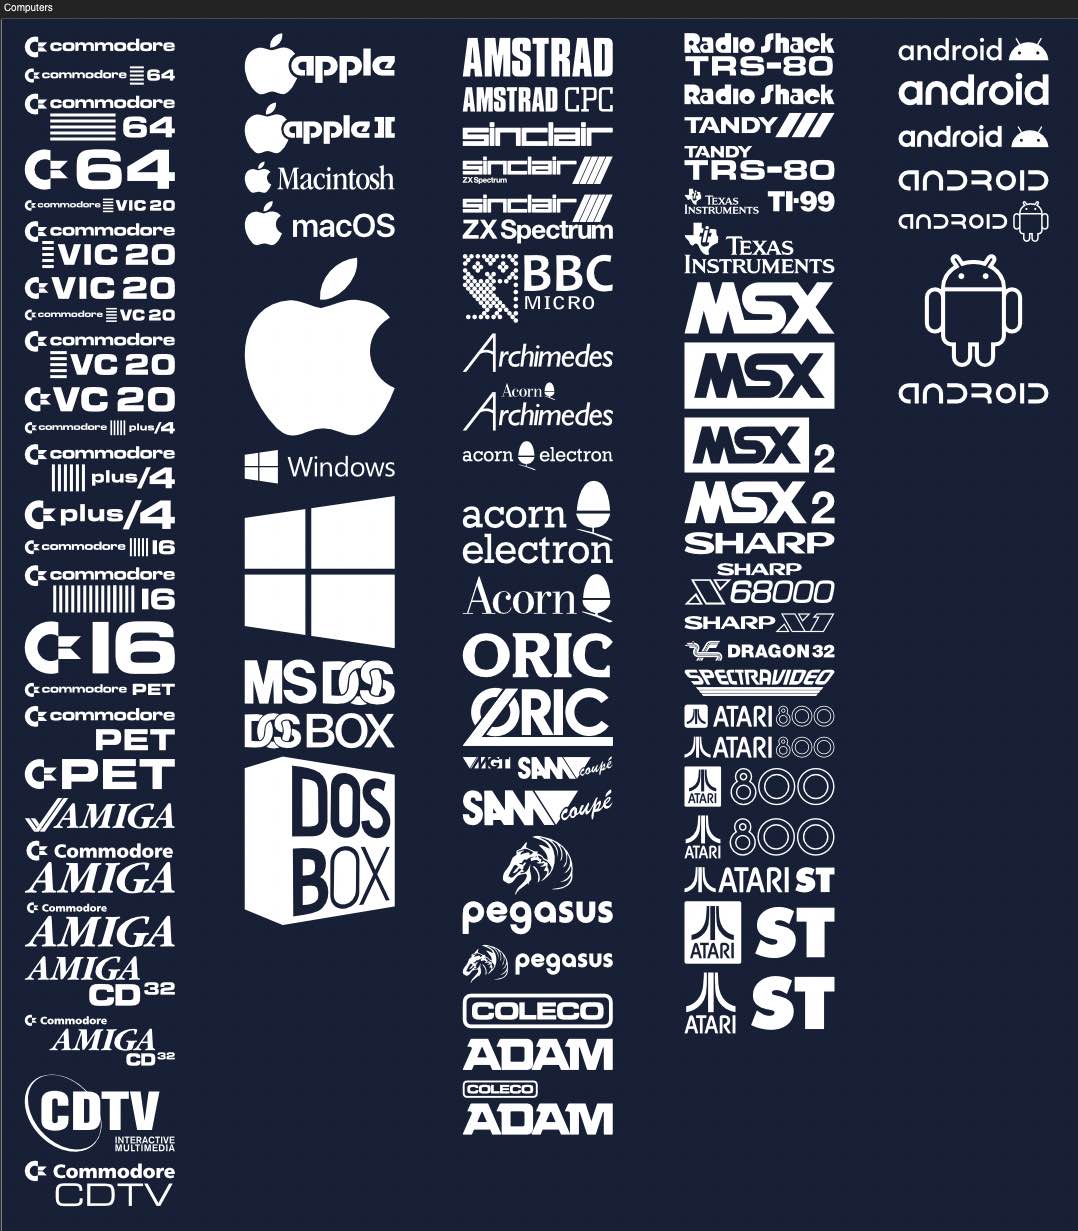 Computers
commodore
commodore 64
commodore
64
64
commodore VIC 20
commodore
VIC 20
VIC 20
commodore VC 20
commodore
VC 20
VC 20
commodore plus/4
commodore
plus/4
plus/4
commodore 16
commodore
16
16
commodore PET
commodore
PET
PET
AMIGA
Commodore
AMIGA
Commodore
AMIGA
AMIGA
CD32
Commodore
AMIGA
CD32
CDTV
INTERACTIVE
MULTIMEDIA
Commodore
CDTV
apple
apple ][
Macintosh
macOS
Windows
MS DOS
DOS BOX
DOS
BOX
AMSTRAD
AMSTRAD CPC
sinclair
sinclair
ZX Spectrum
sinclair
ZX Spectrum
BBC
MICRO
Archimedes
Acorn
Archimedes
acorn electron
acorn
electron
Acorn
ORIC
ORIC
MGT SAM coupé
SAM coupé
pegasus
pegasus
COLECO
ADAM
COLECO
ADAM
Radio Shack
TRS-80
Radio Shack
TANDY
TANDY
TRS-80
TEXAS
INSTRUMENTS TI-99
TEXAS
INSTRUMENTS
MSX
MSX
MSX 2
MSX 2
SHARP
SHARP
X68000
SHARP X1
DRAGON 32
SPECTRAVIDEO
ATARI 800
ATARI 800
ATARI 800
ATARI 800
ATARI ST
ATARI ST
ATARI ST
android
android
android
android
android
android